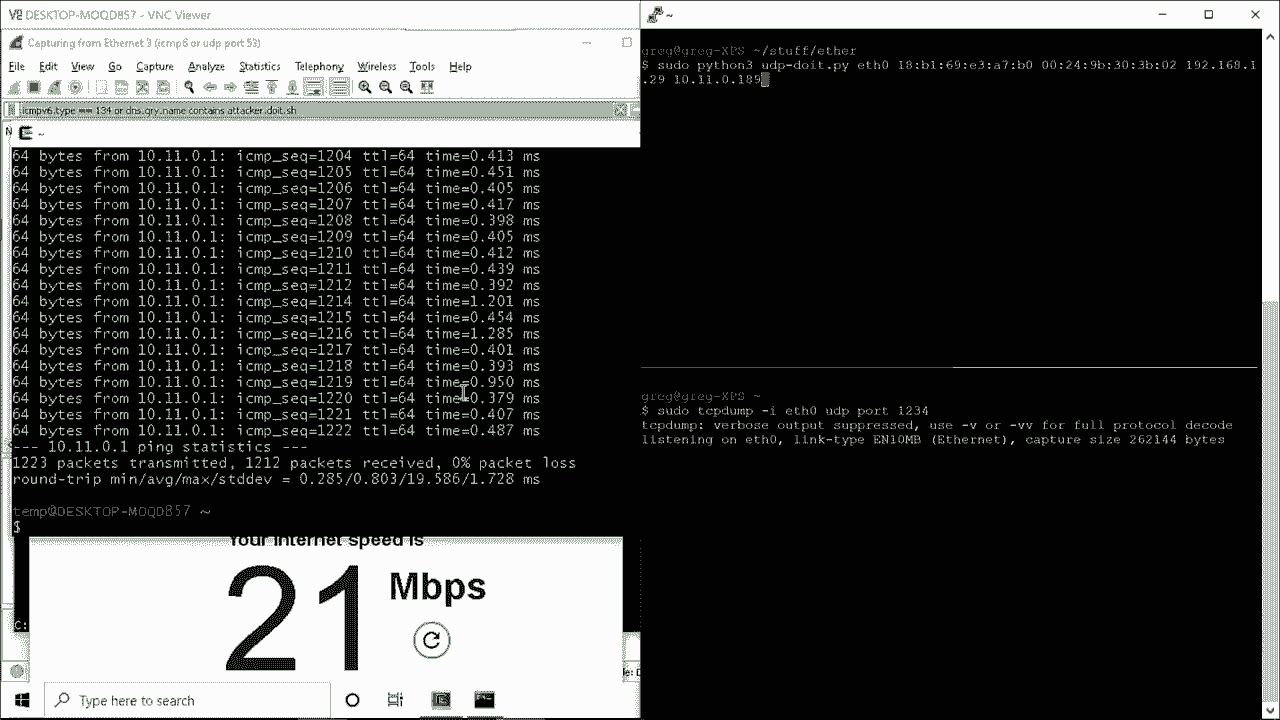 DESKTOP-MOQD857 - VNC Viewer
Capturing from Ethernet 3 (icmp6 or udp port 53)
File Edit View Go Capture Analyze Statistics Telephony Wireless Tools Help
icmpv6.type == 134 or dns.qry.name contains attacker.doit.sh
~
64 bytes from 10.11.0.1: icmp_seq=1204 ttl=64 time=0.413 ms
64 bytes from 10.11.0.1: icmp_seq=1205 ttl=64 time=0.451 ms
64 bytes from 10.11.0.1: icmp_seq=1206 ttl=64 time=0.405 ms
64 bytes from 10.11.0.1: icmp_seq=1207 ttl=64 time=0.417 ms
64 bytes from 10.11.0.1: icmp_seq=1208 ttl=64 time=0.398 ms
64 bytes from 10.11.0.1: icmp_seq=1209 ttl=64 time=0.405 ms
64 bytes from 10.11.0.1: icmp_seq=1210 ttl=64 time=0.412 ms
64 bytes from 10.11.0.1: icmp_seq=1211 ttl=64 time=0.439 ms
64 bytes from 10.11.0.1: icmp_seq=1212 ttl=64 time=0.392 ms
64 bytes from 10.11.0.1: icmp_seq=1214 ttl=64 time=1.201 ms
64 bytes from 10.11.0.1: icmp_seq=1215 ttl=64 time=0.454 ms
64 bytes from 10.11.0.1: icmp_seq=1216 ttl=64 time=1.285 ms
64 bytes from 10.11.0.1: icmp_seq=1217 ttl=64 time=0.401 ms
64 bytes from 10.11.0.1: icmp_seq=1218 ttl=64 time=0.393 ms
64 bytes from 10.11.0.1: icmp_seq=1219 ttl=64 time=0.950 ms
64 bytes from 10.11.0.1: icmp_seq=1220 ttl=64 time=0.379 ms
64 bytes from 10.11.0.1: icmp_seq=1221 ttl=64 time=0.407 ms
64 bytes from 10.11.0.1: icmp_seq=1222 ttl=64 time=0.487 ms
--- 10.11.0.1 ping statistics ---
1223 packets transmitted, 1212 packets received, 0% packet loss
round-trip min/avg/max/stddev = 0.285/0.803/19.586/1.728 ms
temp@DESKTOP-MOQD857 ~
$
Your Internet speed is
21 Mbps
C:
Type here to search
~
greg@greg-XPS ~/stuff/ether
$ sudo python3 udp-doit.py eth0 18:b1:69:e3:a7:b0 00:24:9b:30:3b:02 192.168.1
.29 10.11.0.189
greg@greg-XPS ~
$ sudo tcpdump -i eth0 udp port 1234
tcpdump: verbose output suppressed, use -v or -vv for full protocol decode
listening on eth0, link-type EN10MB (Ethernet), capture size 262144 bytes